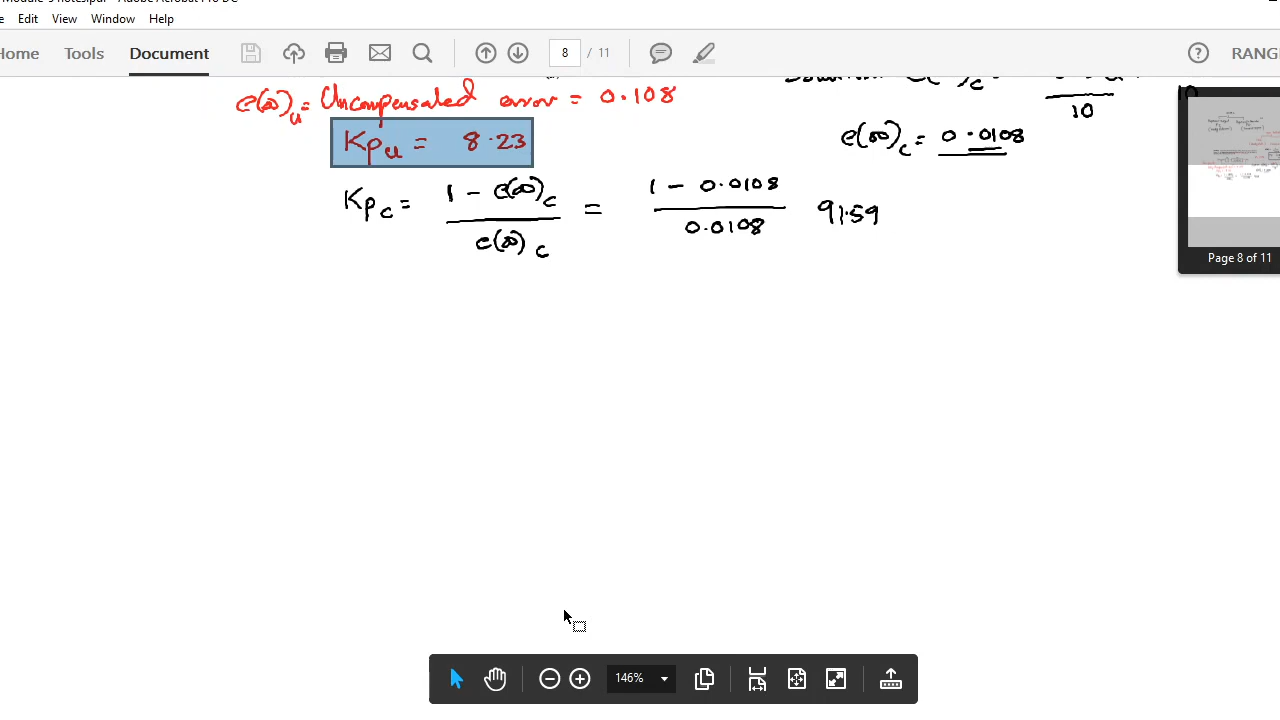 Edit View Window Help
Home Tools Document 8 / 11 RANG
10
e(∞)u = Uncompensated error = 0.108
10
Kpu = 8.23
e(∞)c = 0.0108
Kpc = 1 - e(∞)c / e(∞)c = 1 - 0.0108 / 0.0108 91.59
Page 8 of 11
146%